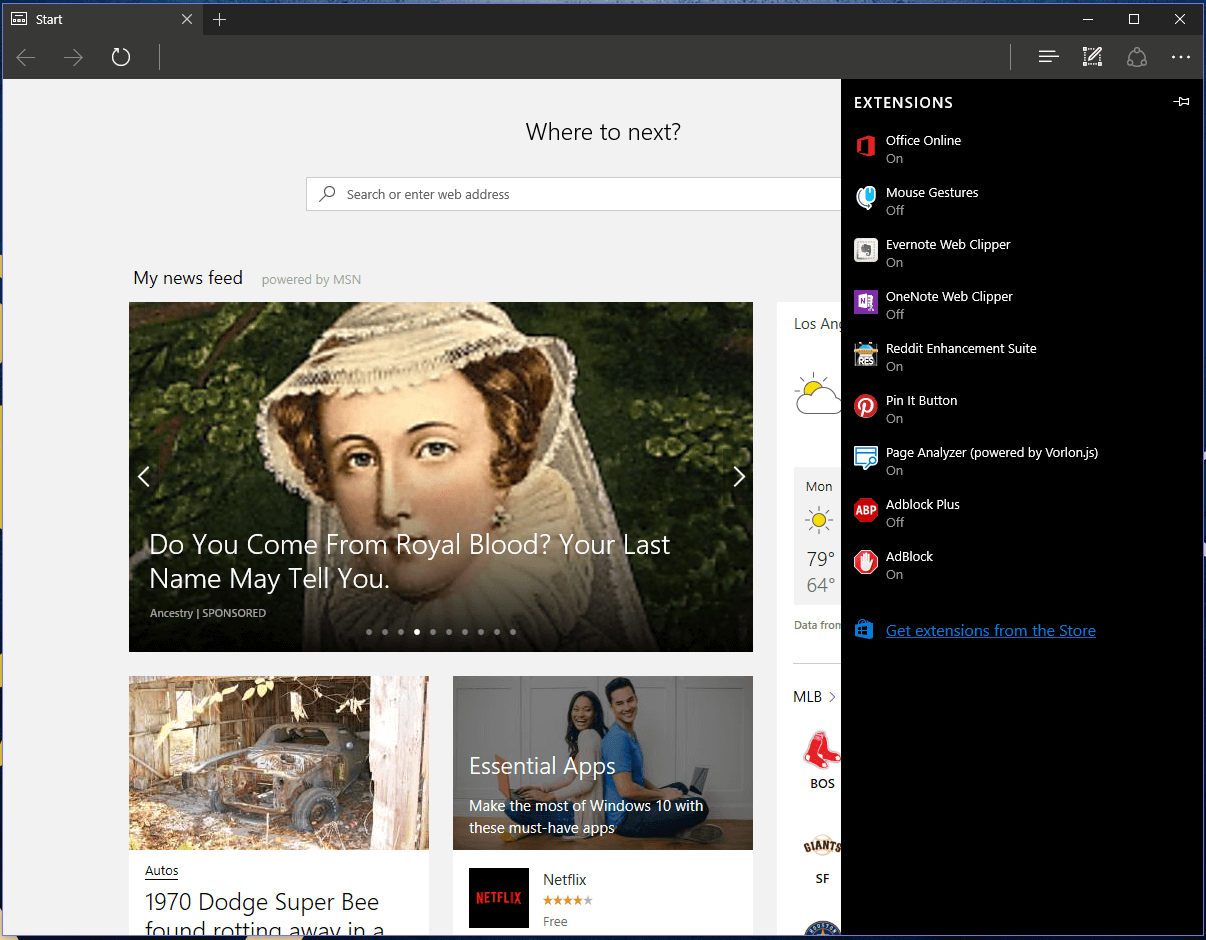 Start
Where to next?
Search or enter web address
My news feed powered by MSN
Do You Come From Royal Blood? Your Last
Name May Tell You.
Ancestry | SPONSORED
Autos
1970 Dodge Super Bee
found rotting away in a
Essential Apps
Make the most of Windows 10 with
these must-have apps
NETFLIX
Netflix
Free
Los Ang
Mon
79°
64°
Data from
MLB
BOS
GIANTS
SF
HOUSTON
EXTENSIONS
Office Online
On
Mouse Gestures
Off
Evernote Web Clipper
On
N
OneNote Web Clipper
Off
RES
Reddit Enhancement Suite
On
Pin It Button
On
Page Analyzer (powered by Vorlon.js)
On
ABP
Adblock Plus
Off
AdBlock
On
Get extensions from the Store